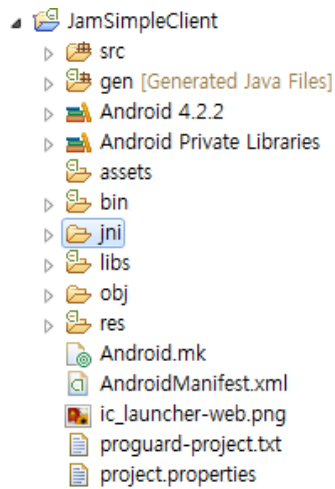 JamSimpleClient
src
gen [Generated Java Files]
Android 4.2.2
Android Private Libraries
assets
bin
jni
libs
obj
res
Android.mk
AndroidManifest.xml
ic_launcher-web.png
proguard-project.txt
project.properties